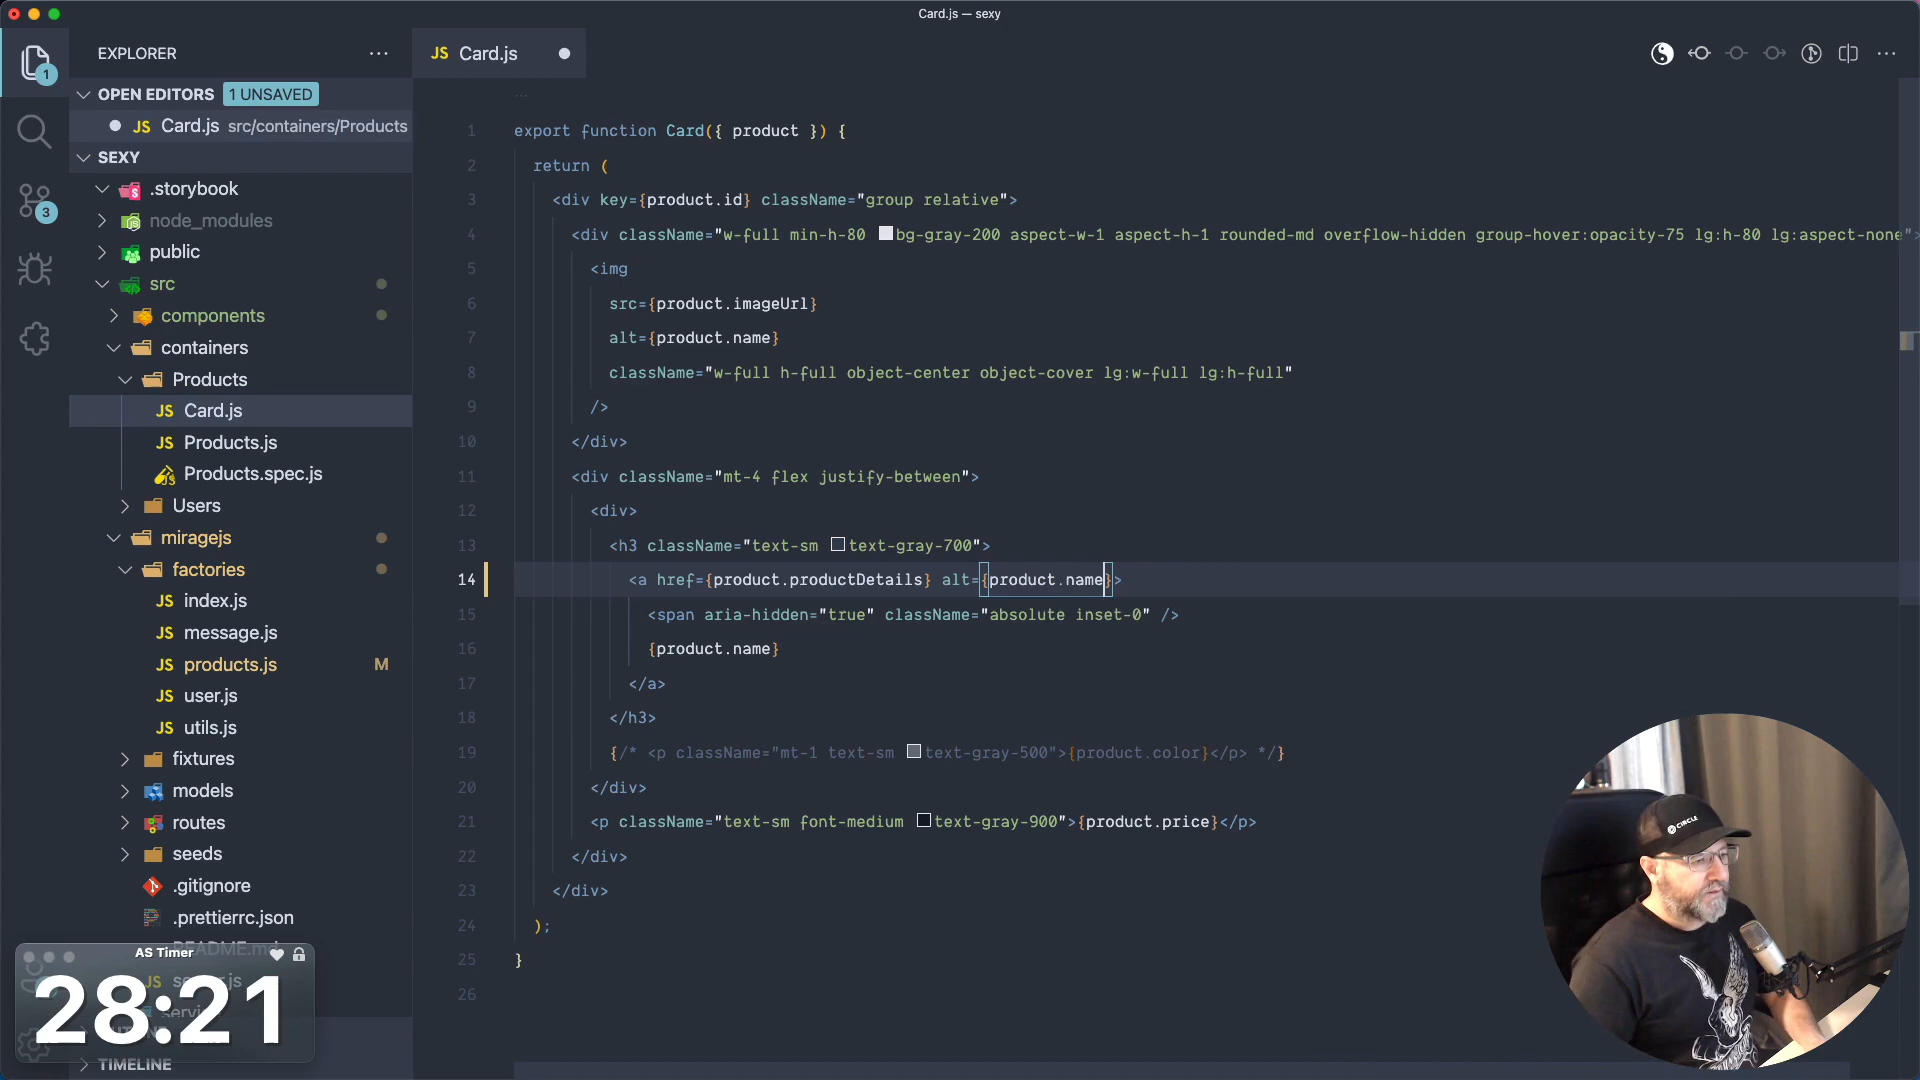 Card.js — sexy
EXPLORER
OPEN EDITORS 1 UNSAVED
Card.js src/containers/Products
SEXY
.storybook
node_modules
public
src
components
containers
Products
Card.js
Products.js
Products.spec.js
Users
miragejs
factories
index.js
message.js
products.js M
user.js
utils.js
fixtures
models
routes
seeds
.gitignore
.prettierrc.json
README.md
TIMELINE
1
3
AS Timer
28:21
JS Card.js
1 export function Card({ product }) {
2 return (
3 <div key={product.id} className="group relative">
4 <div className="w-full min-h-80 bg-gray-200 aspect-w-1 aspect-h-1 rounded-md overflow-hidden group-hover:opacity-75 lg:h-80 lg:aspect-none">
5 <img
6 src={product.imageUrl}
7 alt={product.name}
8 className="w-full h-full object-center object-cover lg:w-full lg:h-full"
9 />
10 </div>
11 <div className="mt-4 flex justify-between">
12 <div>
13 <h3 className="text-sm text-gray-700">
14 <a href={product.productDetails} alt={product.name}>
15 <span aria-hidden="true" className="absolute inset-0" />
16 {product.name}
17 </a>
18 </h3>
19 {/* <p className="mt-1 text-sm text-gray-500">{product.color}</p> */}
20 </div>
21 <p className="text-sm font-medium text-gray-900">{product.price}</p>
22 </div>
23 </div>
24 );
25 }
26
CIRCLE